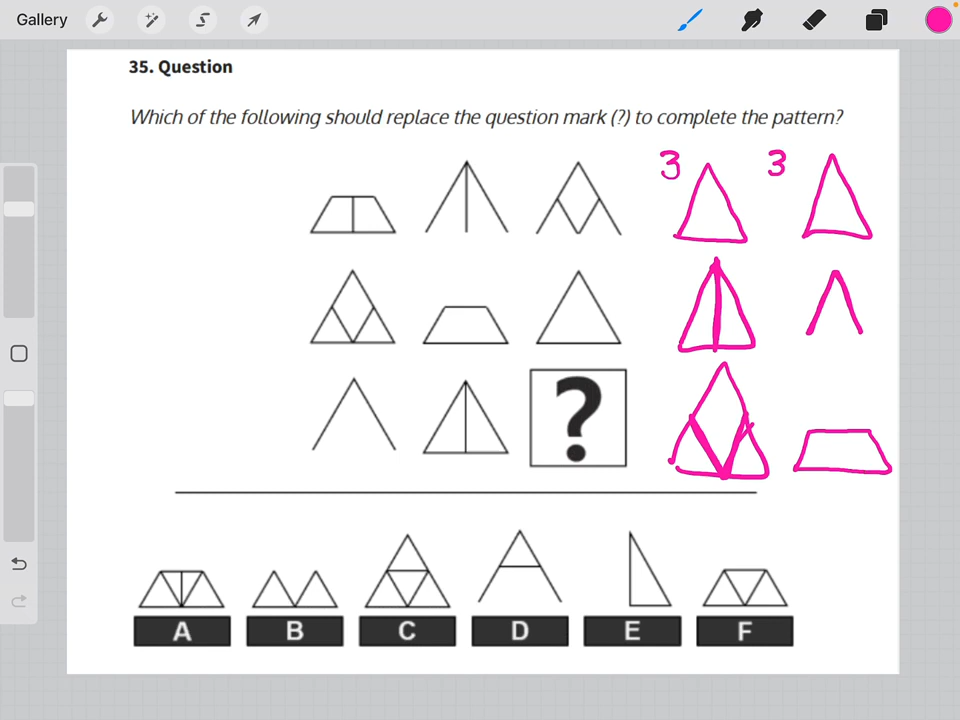 Gallery
35. Question
Which of the following should replace the question mark (?) to complete the pattern?
3 3
?
A B C D E F